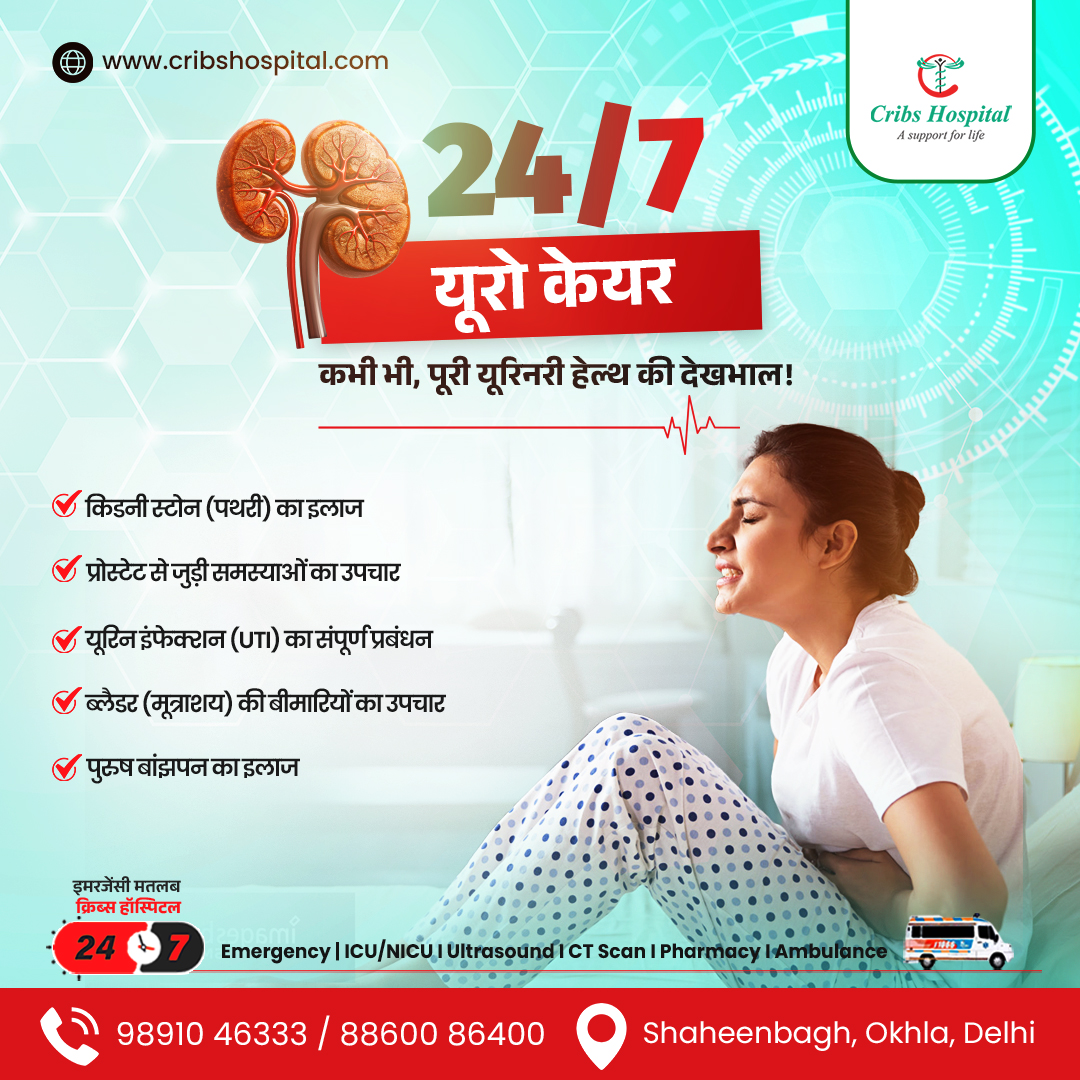 www.cribshospital.com
Cribs Hospital
A support for life
24/7
यूरो केयर
कभी भी, पूरी यूरिनरी हेल्थ की देखभाल!
किडनी स्टोन (पथरी) का इलाज
प्रोस्टेट से जुड़ी समस्याओं का उपचार
यूरिन इंफेक्शन (UTI) का संपूर्ण प्रबंधन
ब्लैडर (मूत्राशय) की बीमारियों का उपचार
पुरुष बांझपन का इलाज
इमरजेंसी मतलब
क्रिब्स हॉस्पिटल
24 7
Emergency | ICU/NICU I Ultrasound I CT Scan I Pharmacy I Ambulance
98910 46333 / 88600 86400
Shaheenbagh, Okhla, Delhi